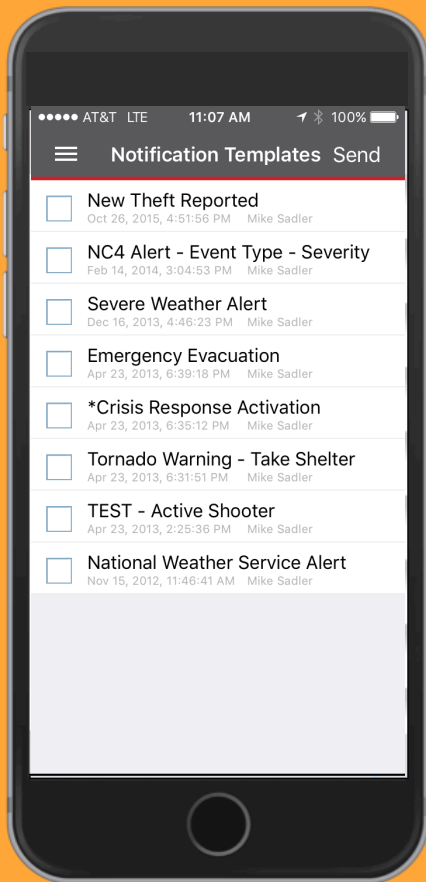 AT&T LTE 11:07 AM 100%
Notification Templates Send
New Theft Reported
Oct 26, 2015, 4:51:56 PM Mike Sadler
NC4 Alert - Event Type - Severity
Feb 14, 2014, 3:04:53 PM Mike Sadler
Severe Weather Alert
Dec 16, 2013, 4:46:23 PM Mike Sadler
Emergency Evacuation
Apr 23, 2013, 6:39:18 PM Mike Sadler
*Crisis Response Activation
Apr 23, 2013, 6:35:12 PM Mike Sadler
Tornado Warning - Take Shelter
Apr 23, 2013, 6:31:51 PM Mike Sadler
TEST - Active Shooter
Apr 23, 2013, 2:25:36 PM Mike Sadler
National Weather Service Alert
Nov 15, 2012, 11:46:41 AM Mike Sadler